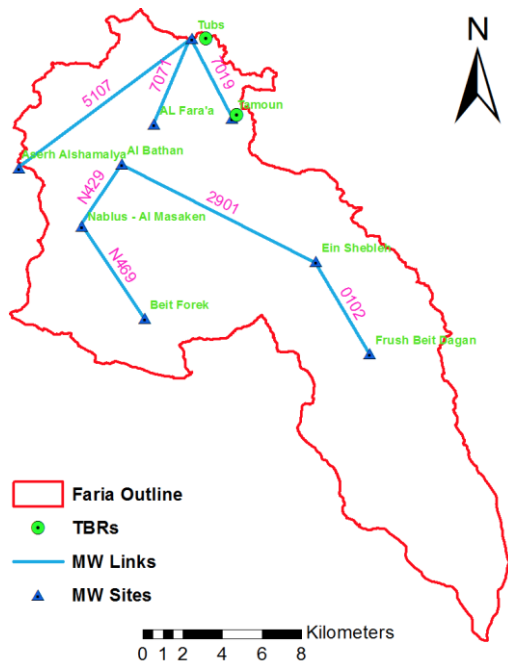 Tubs
N
5107
7071
7019
AL Fara'a
Tamoun
Aserh Alshamalya
Al Bathan
N429
2901
Nablus - Al Masaken
Ein Shebleh
N469
0102
Beit Forek
Frush Beit Dagan
Faria Outline
TBRs
MW Links
MW Sites
Kilometers
0 1 2 4 6 8